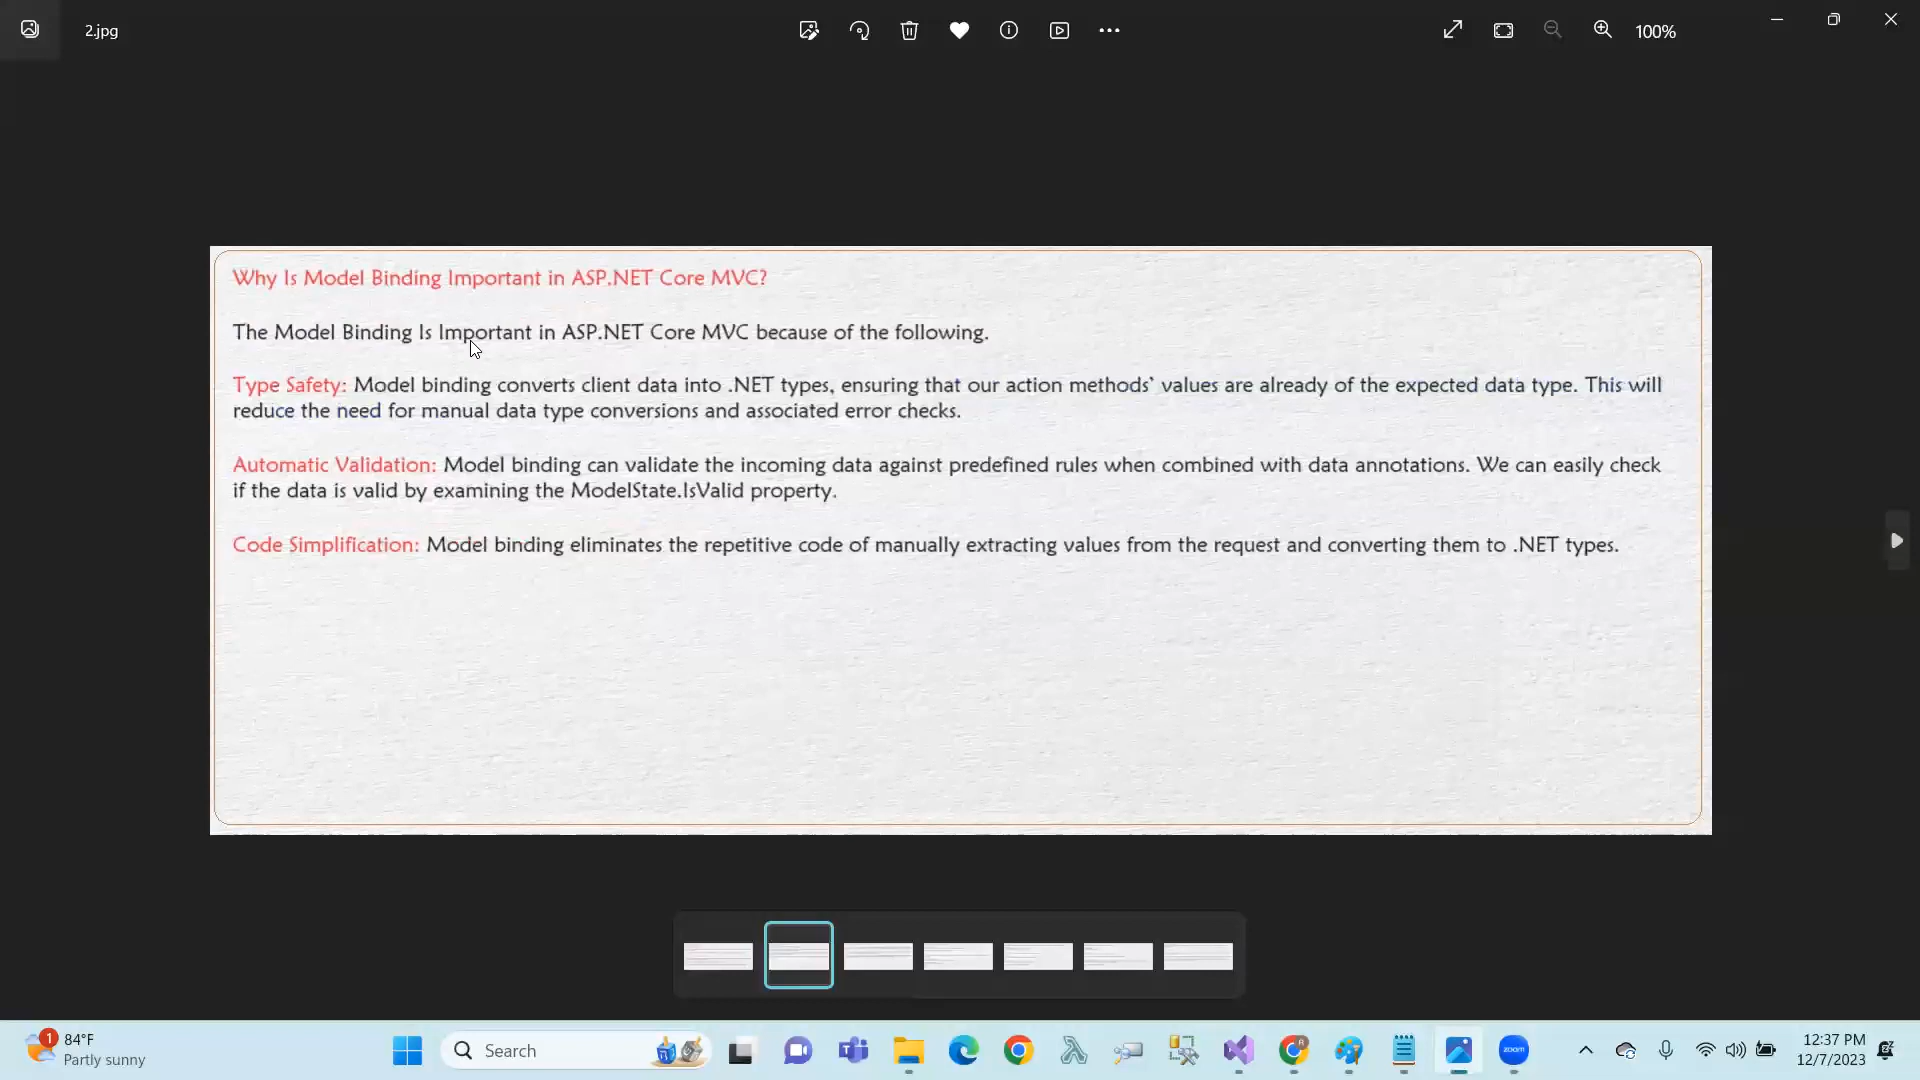 2.jpg
100%
Why Is Model Binding Important in ASP.NET Core MVC?
The Model Binding Is Important in ASP.NET Core MVC because of the following.
Type Safety: Model binding converts client data into .NET types, ensuring that our action methods’ values are already of the expected data type. This will
reduce the need for manual data type conversions and associated error checks.
Automatic Validation: Model binding can validate the incoming data against predefined rules when combined with data annotations. We can easily check
if the data is valid by examining the ModelState.IsValid property.
Code Simplification: Model binding eliminates the repetitive code of manually extracting values from the request and converting them to .NET types.
1
84°F
Partly sunny
Search
R
zoom
12:37 PM
12/7/2023